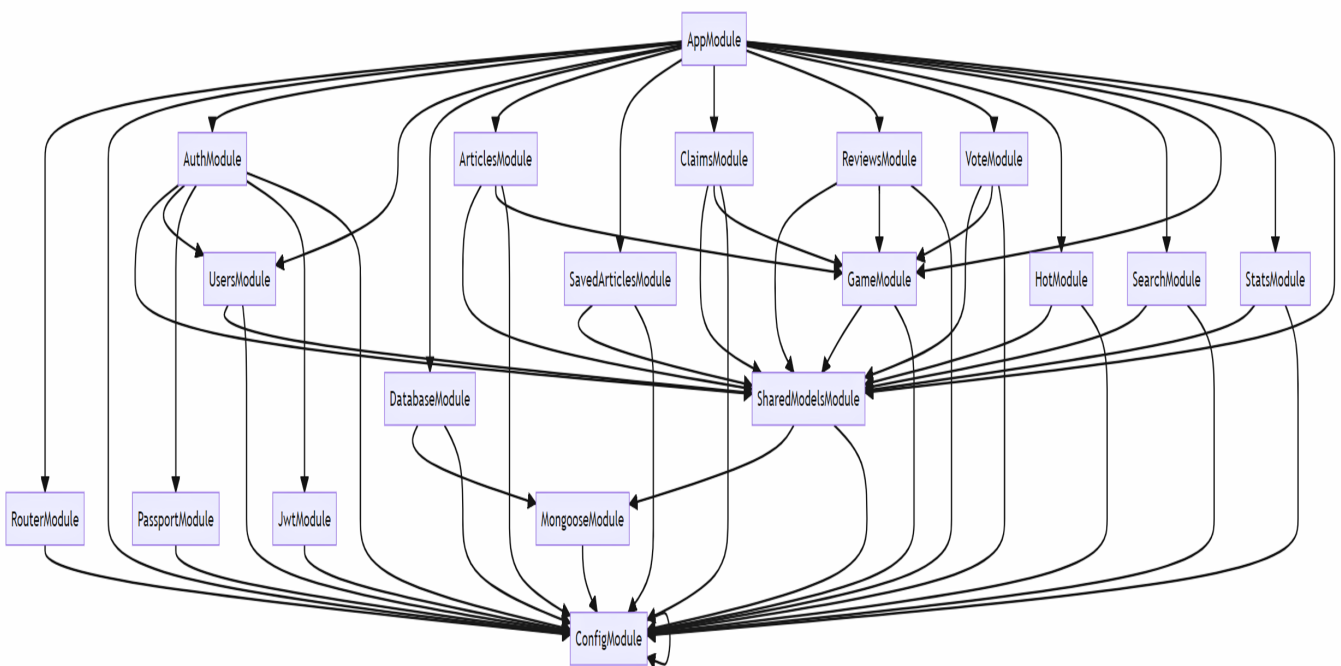 AppModule
AuthModule
ArticlesModule
ClaimsModule
ReviewsModule
VoteModule
UsersModule
SavedArticlesModule
GameModule
HotModule
SearchModule
StatsModule
DatabaseModule
SharedModelsModule
RouterModule
PassportModule
JwtModule
MongooseModule
ConfigModule